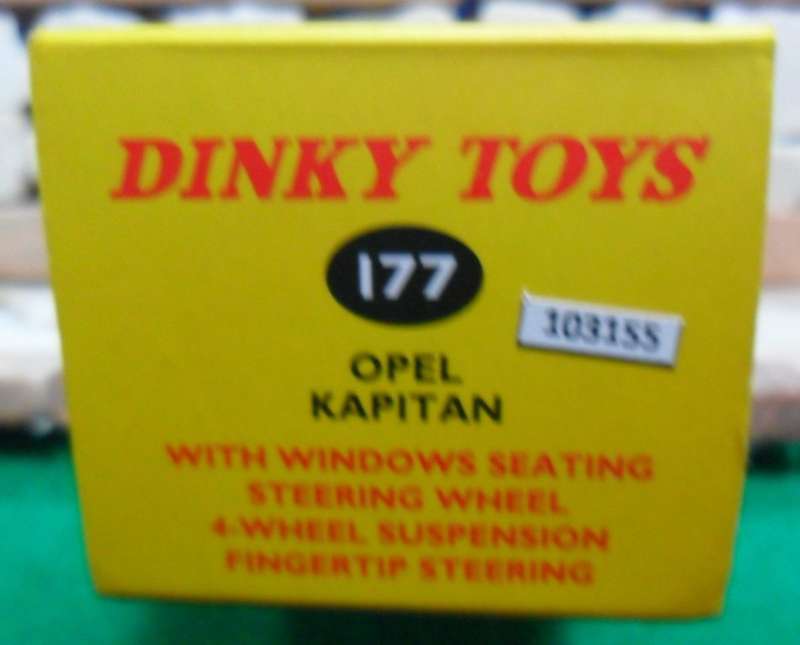 DINKY TOYS
177
103155
OPEL
KAPITAN
WITH WINDOWS SEATING
STEERING WHEEL
4-WHEEL SUSPENSION
FINGERTIP STEERING